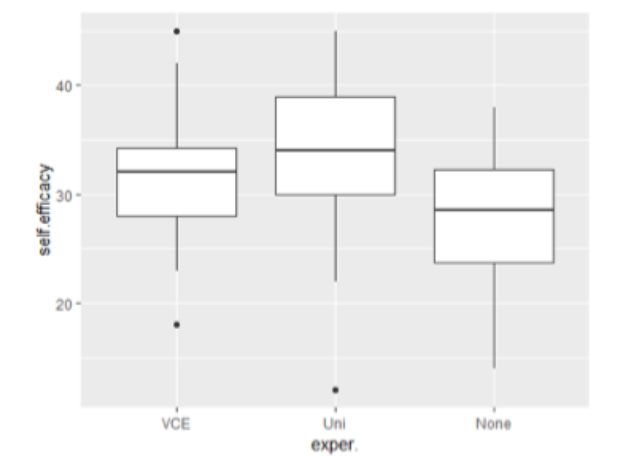 self.efficacy
40
30
20
VCE Uni None
exper.